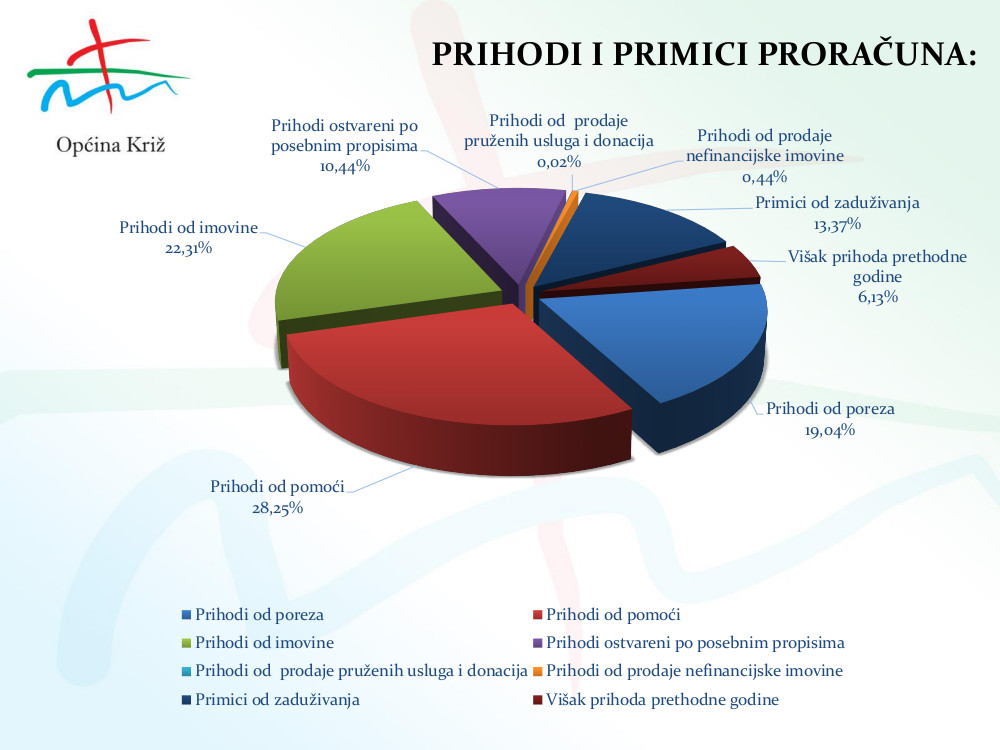 PRIHODI I PRIMICI PRORAČUNA:
Općina Križ
Prihodi ostvareni po
posebnim propisima
10,44%
Prihodi od  prodaje
pruženih usluga i donacija
0,02%
Prihodi od prodaje
nefinancijske imovine
0,44%
Primici od zaduživanja
13,37%
Prihodi od imovine
22,31%
Višak prihoda prethodne
godine
6,13%
Prihodi od poreza
19,04%
Prihodi od pomoći
28,25%
Prihodi od poreza
Prihodi od pomoći
Prihodi od imovine
Prihodi ostvareni po posebnim propisima
Prihodi od  prodaje pruženih usluga i donacija
Prihodi od prodaje nefinancijske imovine
Primici od zaduživanja
Višak prihoda prethodne godine